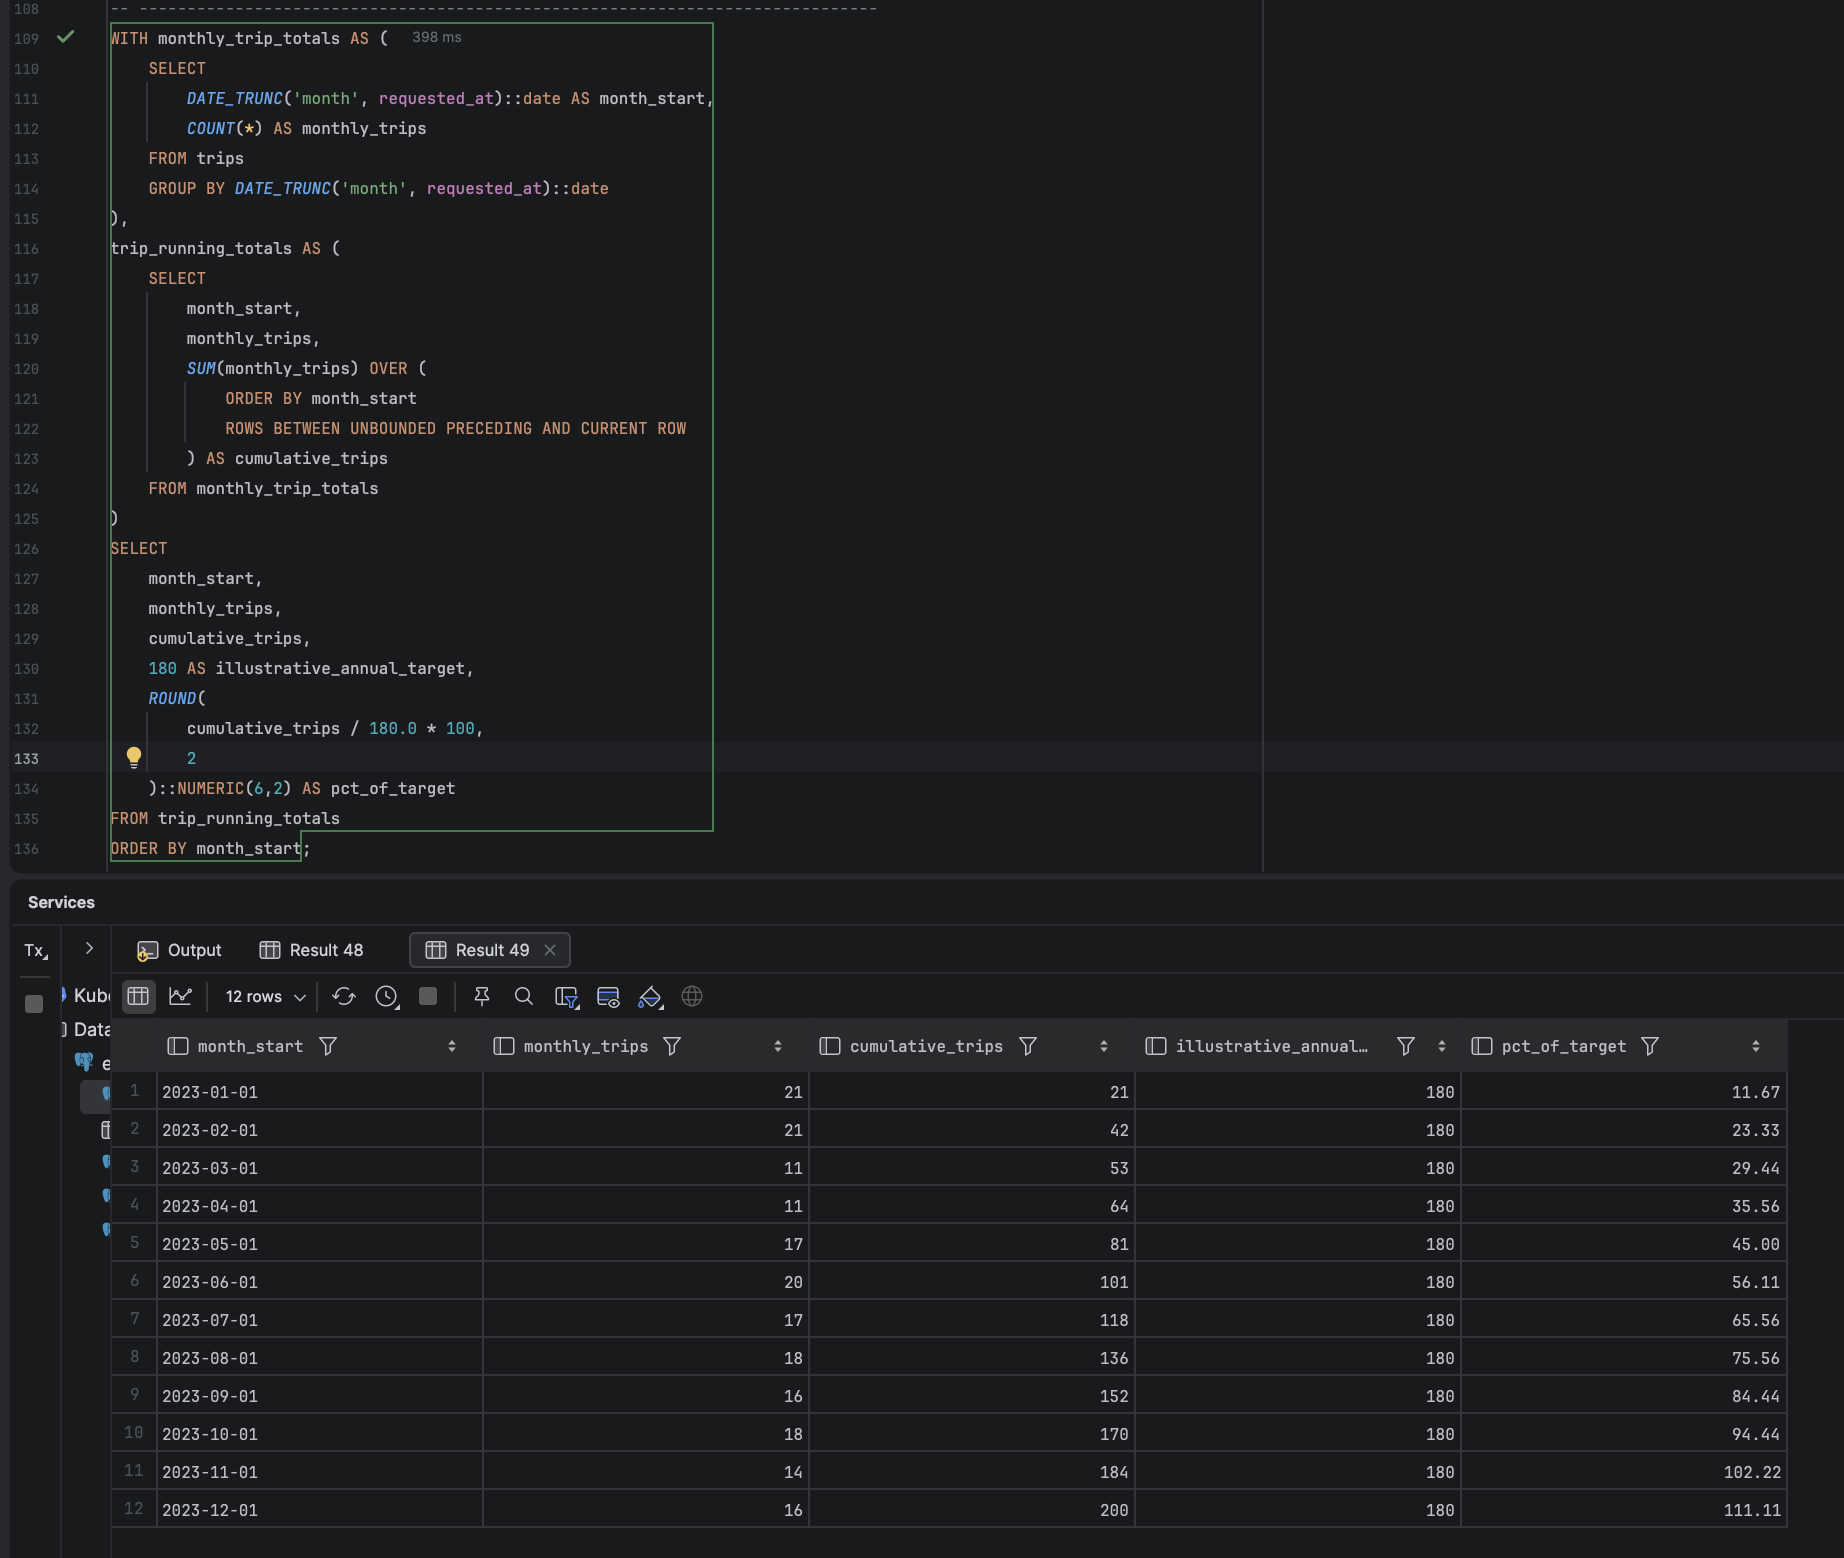 108 -- -----------------------------------------------------------------------------
109 WITH monthly_trip_totals AS ( 398 ms
110     SELECT
111         DATE_TRUNC('month', requested_at)::date AS month_start,
112         COUNT(*) AS monthly_trips
113     FROM trips
114     GROUP BY DATE_TRUNC('month', requested_at)::date
115 ),
116 trip_running_totals AS (
117     SELECT
118         month_start,
119         monthly_trips,
120         SUM(monthly_trips) OVER (
121             ORDER BY month_start
122             ROWS BETWEEN UNBOUNDED PRECEDING AND CURRENT ROW
123         ) AS cumulative_trips
124     FROM monthly_trip_totals
125 )
126 SELECT
127     month_start,
128     monthly_trips,
129     cumulative_trips,
130     180 AS illustrative_annual_target,
131     ROUND(
132         cumulative_trips / 180.0 * 100,
133         2
134     )::NUMERIC(6,2) AS pct_of_target
135 FROM trip_running_totals
136 ORDER BY month_start;
Services
Tx Output Result 48 Result 49
Kube 12 rows
Data
e month_start monthly_trips cumulative_trips illustrative_annual… pct_of_target
1 2023-01-01 21 21 180 11.67
2 2023-02-01 21 42 180 23.33
3 2023-03-01 11 53 180 29.44
4 2023-04-01 11 64 180 35.56
5 2023-05-01 17 81 180 45.00
6 2023-06-01 20 101 180 56.11
7 2023-07-01 17 118 180 65.56
8 2023-08-01 18 136 180 75.56
9 2023-09-01 16 152 180 84.44
10 2023-10-01 18 170 180 94.44
11 2023-11-01 14 184 180 102.22
12 2023-12-01 16 200 180 111.11